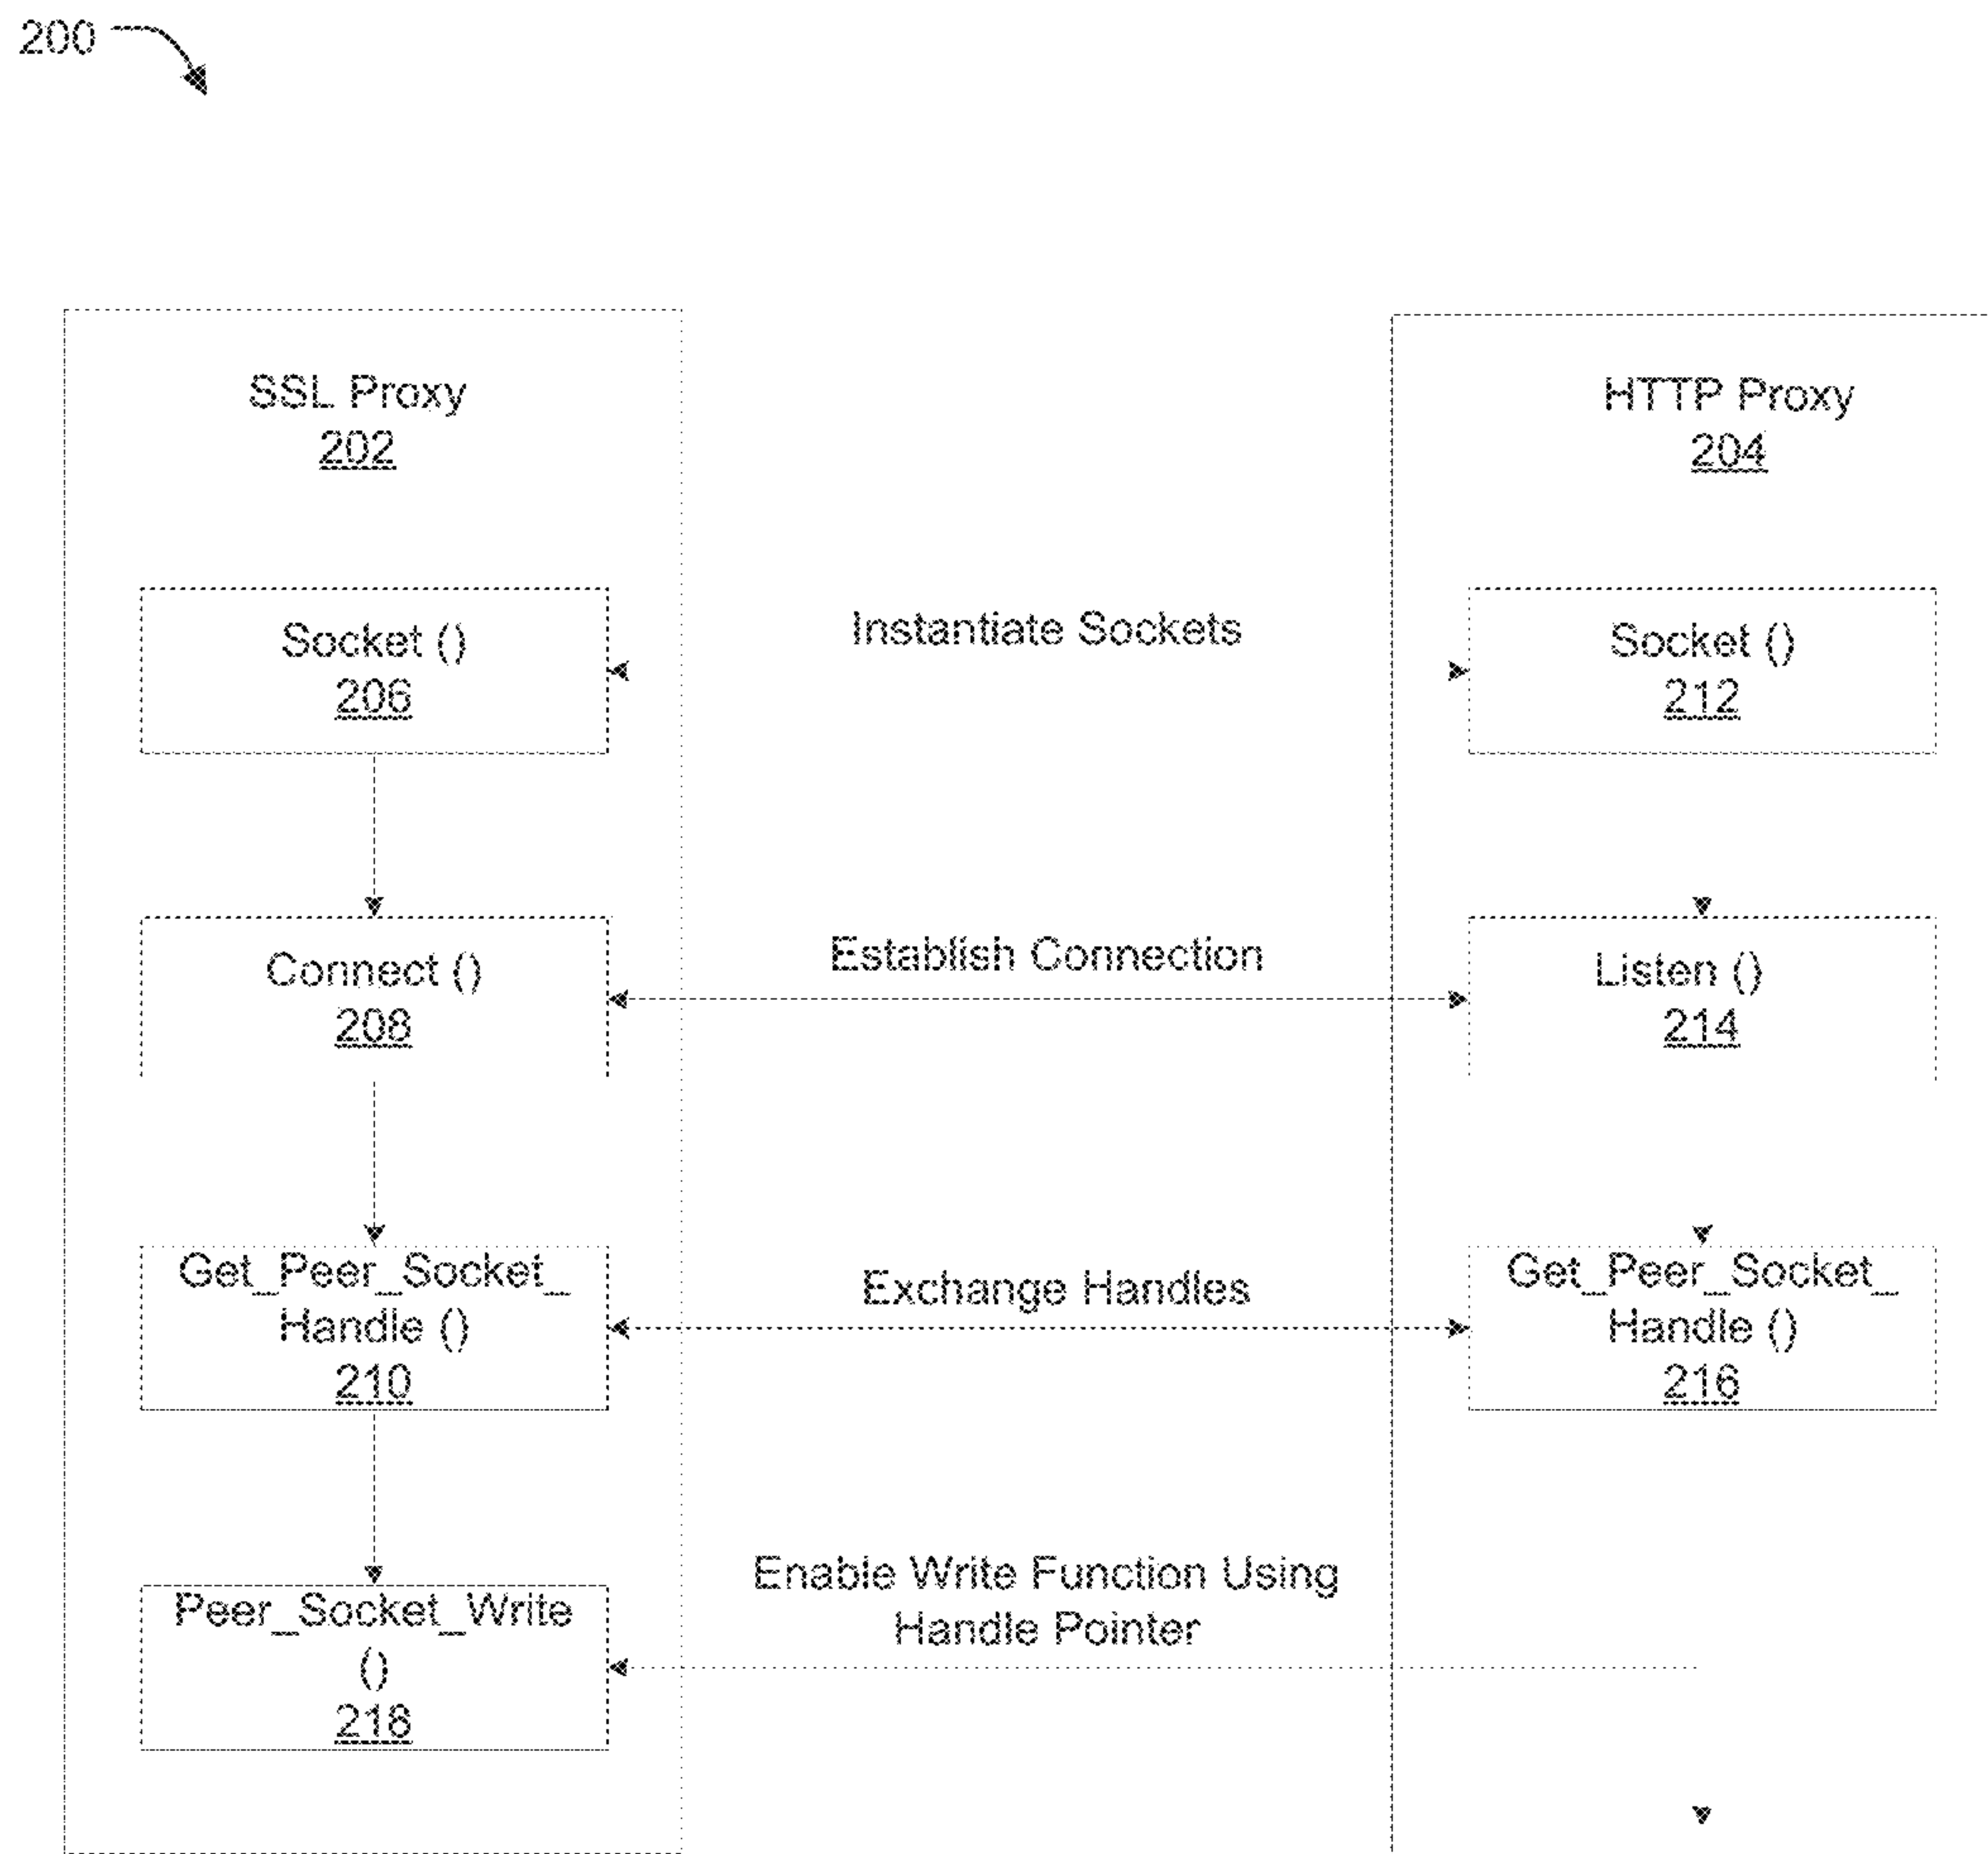 200
SSL Proxy
202
HTTP Proxy
204
Socket ()
206
Instantiate Sockets
Socket ()
212
Connect ()
208
Establish Connection
Listen ()
214
Get_Peer_Socket_
Handle ()
210
Exchange Handles
Get_Peer_Socket_
Handle ()
216
Peer_Socket_Write
()
218
Enable Write Function Using
Handle Pointer